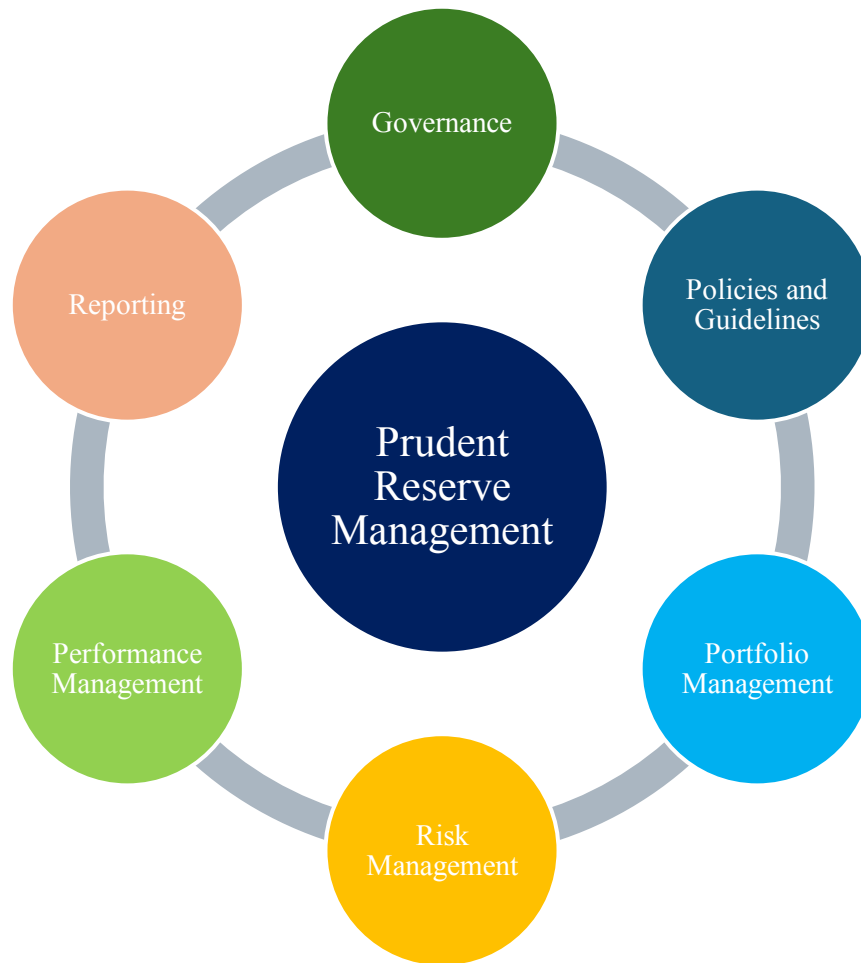 Governance
Policies and
Guidelines
Portfolio
Management
Risk
Management
Performance
Management
Reporting
Prudent
Reserve
Management